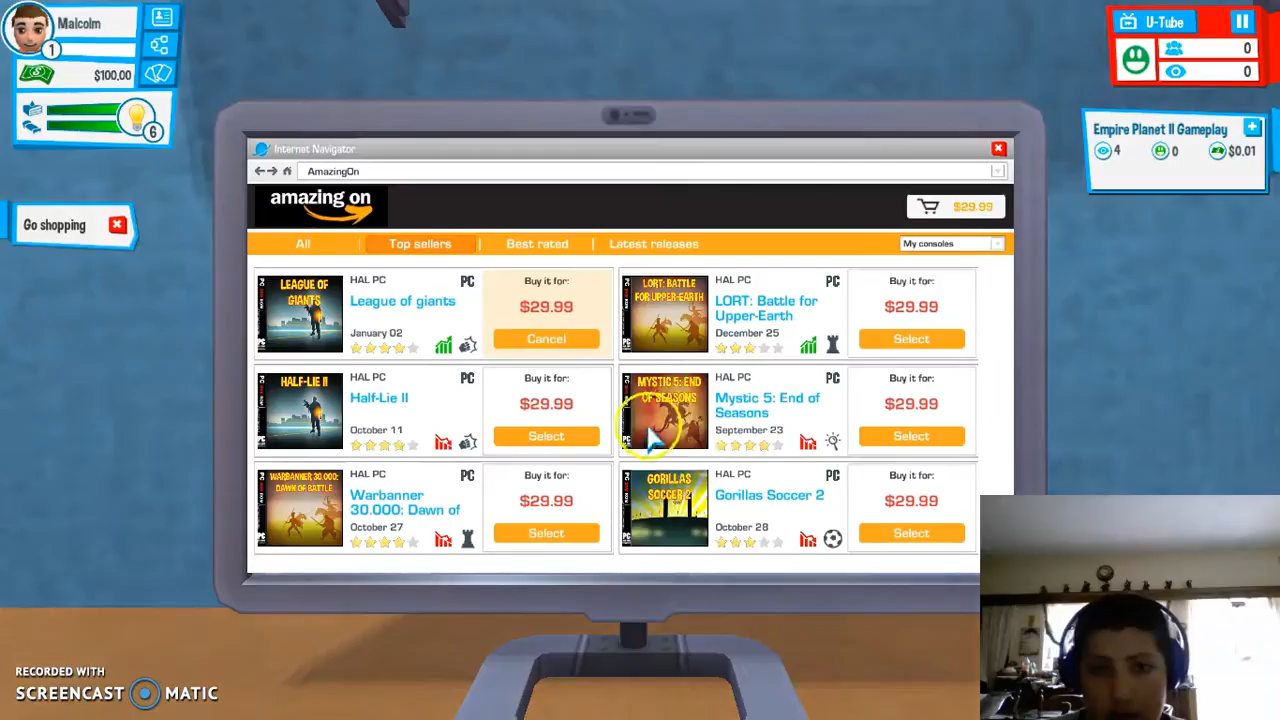 Malcolm
1
$100.00
6
Go shopping
U-Tube
0
0
Empire Planet II Gameplay
4
0
$0.01
Internet Navigator
AmazingOn
amazing on
$29.99
All
Top sellers
Best rated
Latest releases
My consoles
LEAGUE OF
GIANTS
HAL PC
PC
League of giants
January 02
Buy it for:
$29.99
Cancel
LORT: BATTLE
FOR UPPER-EARTH
HAL PC
PC
LORT: Battle for
Upper-Earth
December 25
Buy it for:
$29.99
Select
HALF-LIE II
HAL PC
PC
Half-Lie II
October 11
Buy it for:
$29.99
Select
MYSTIC 5: END
OF SEASONS
HAL PC
PC
Mystic 5: End of
Seasons
September 23
Buy it for:
$29.99
Select
WARBANNER
30.000: DAWN
OF BATTLE
HAL PC
PC
Warbanner
30.000: Dawn of
October 27
Buy it for:
$29.99
Select
GORILLAS
SOCCER 2
HAL PC
PC
Gorillas Soccer 2
October 28
Buy it for:
$29.99
Select
RECORDED WITH
SCREENCAST MATIC